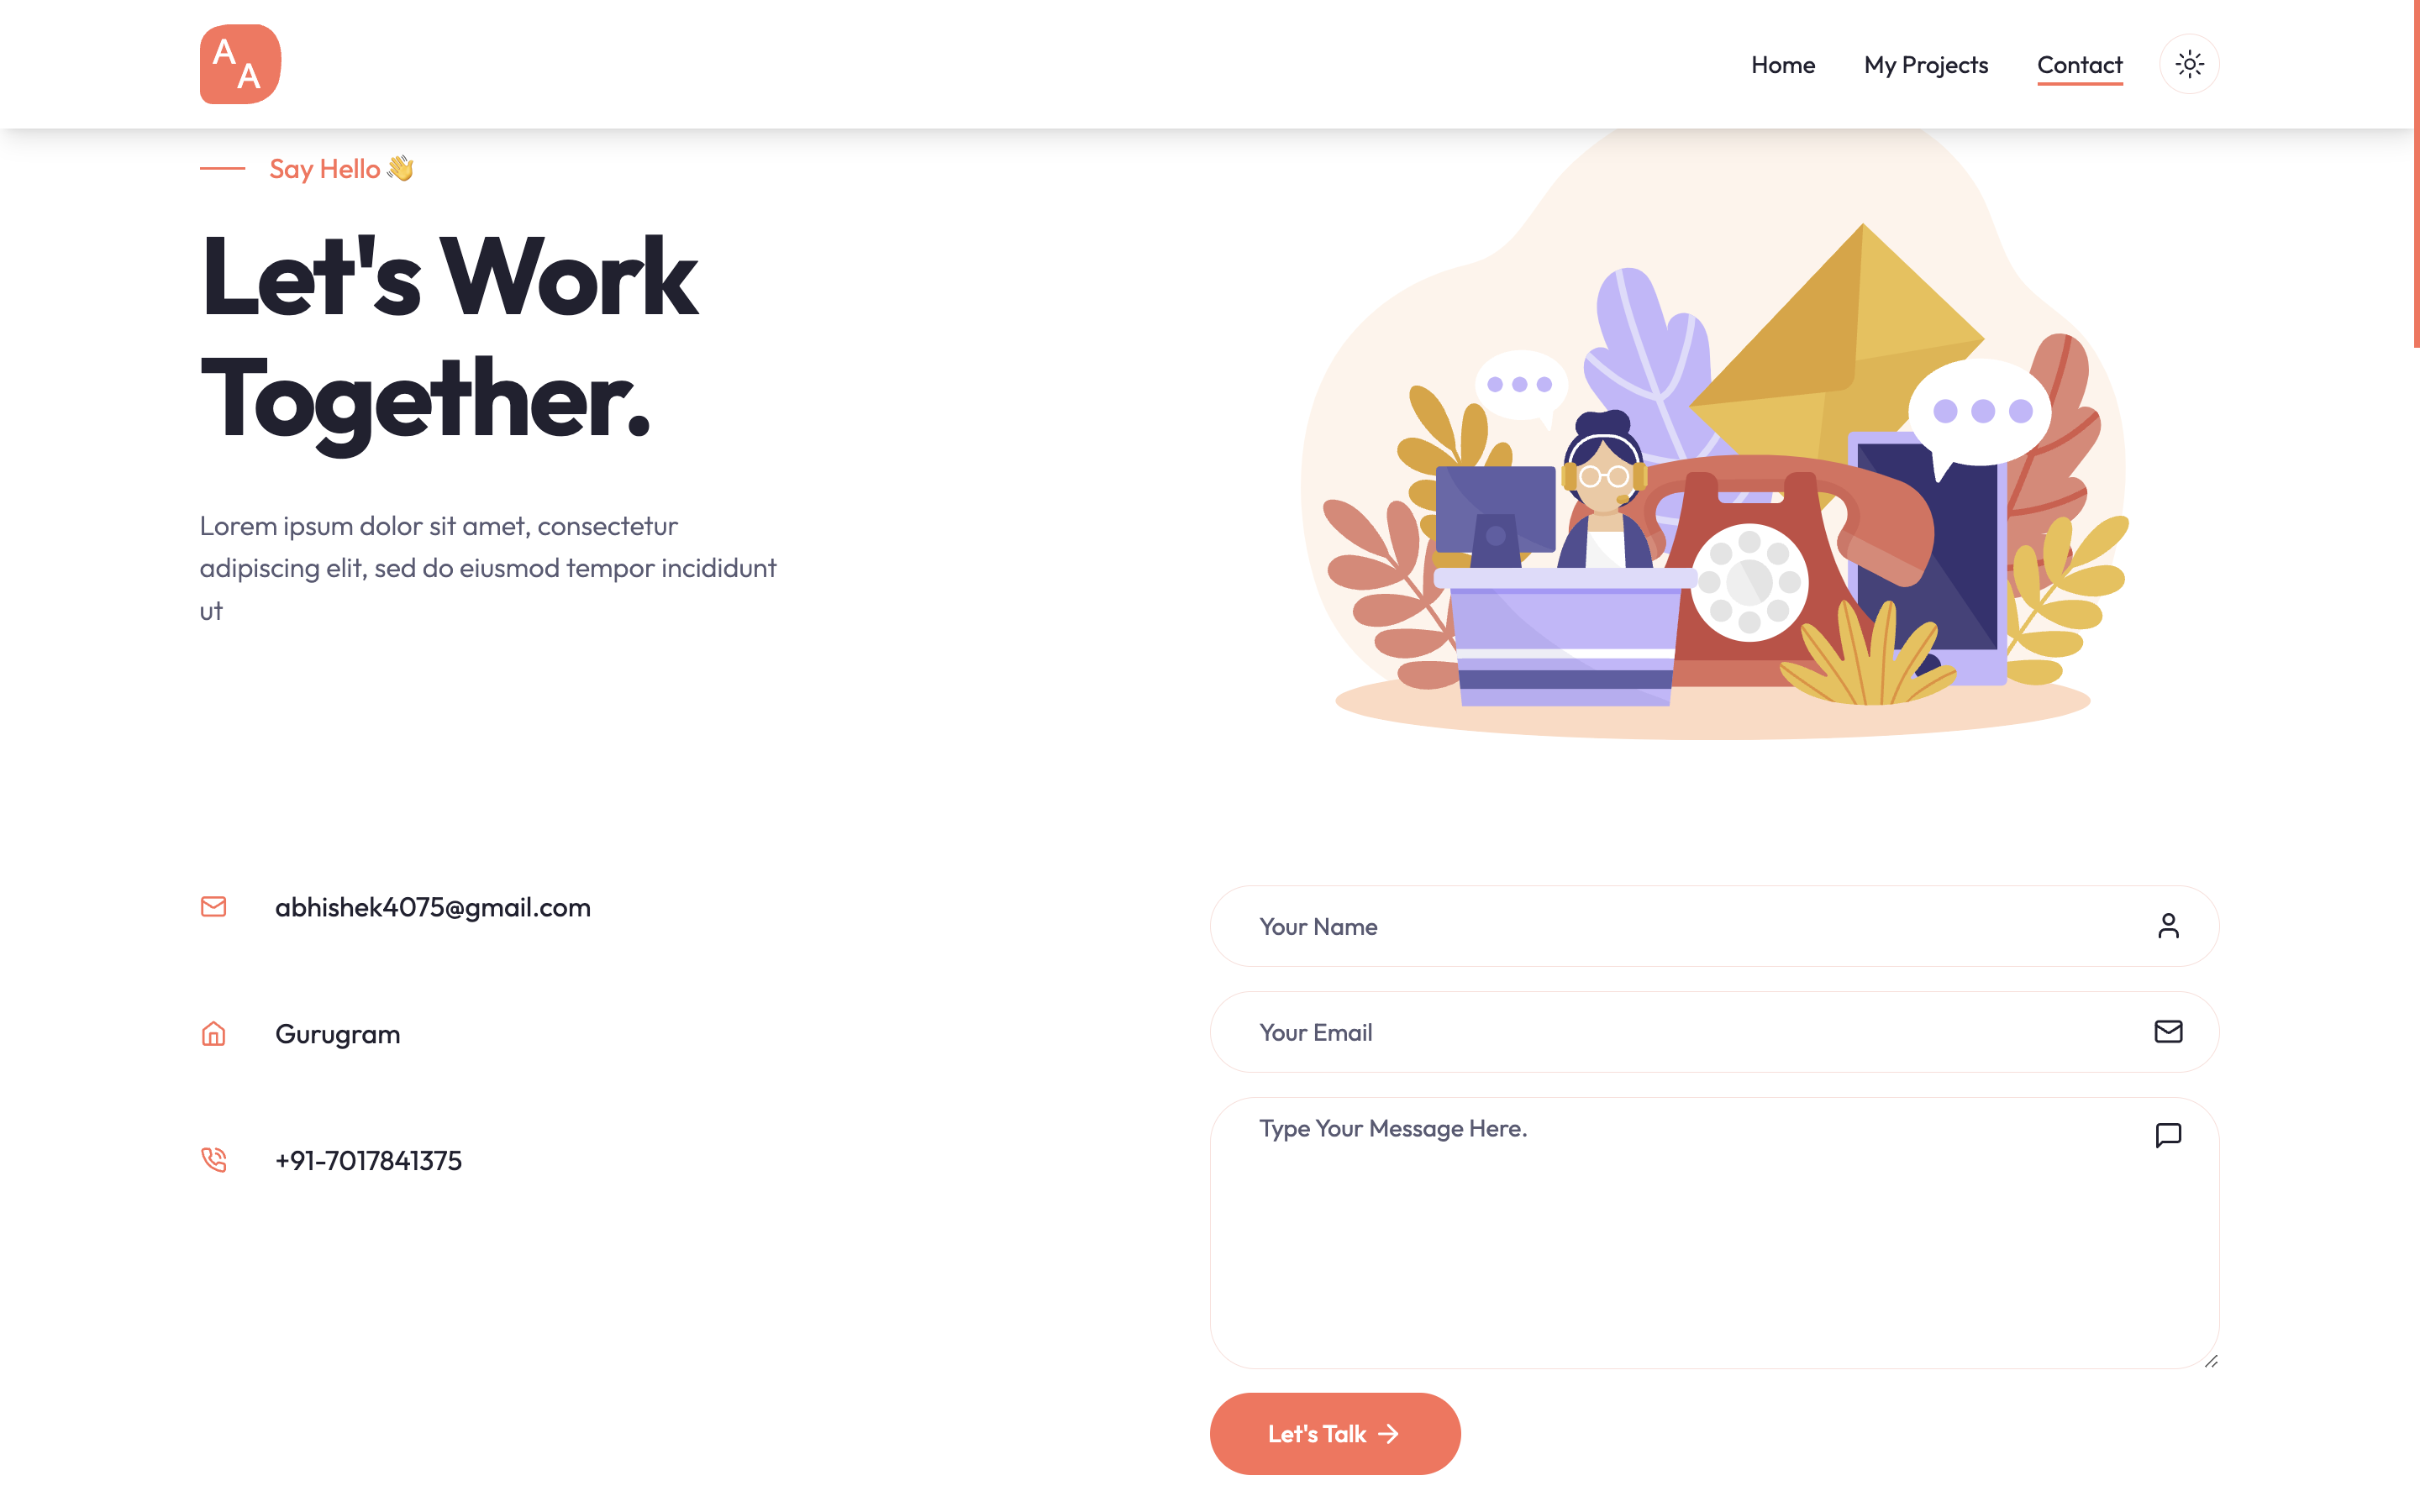 A
A
Home
My Projects
Contact
Say Hello 👋
Let's Work
Together.
Lorem ipsum dolor sit amet, consectetur
adipiscing elit, sed do eiusmod tempor incididunt
ut
abhishek4075@gmail.com
Gurugram
+91-7017841375
Your Name
Your Email
Type Your Message Here.
Let's Talk →